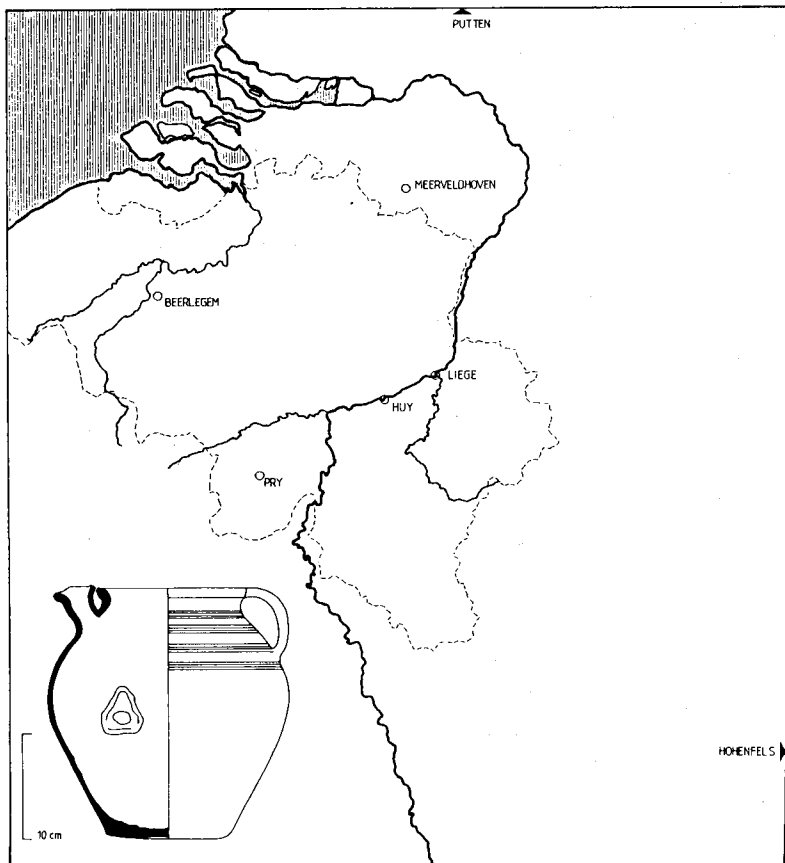 PUTTEN
MEERVELDHOVEN
BEERLEGEM
LIEGE
HUY
PRY
HOHENFELS
10 cm